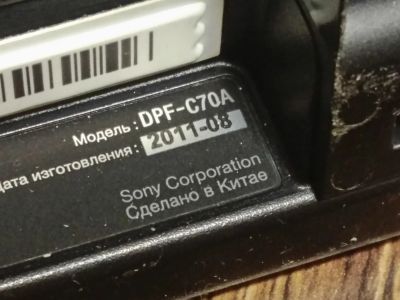 Модель : DPF-C70A
Дата изготовления : 2011-08
Sony Corporation
Сделано в Китае